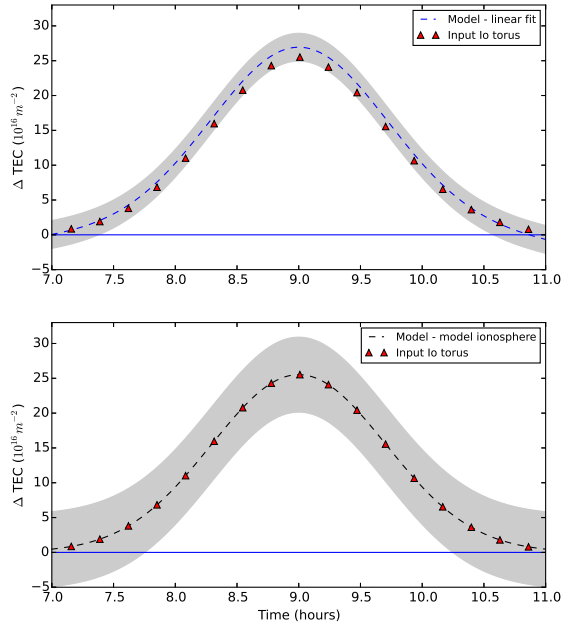 30
25
20
15
10
5
0
−5
Δ TEC (10^16 m^−2)
Model - linear fit
Input Io torus
7.0 7.5 8.0 8.5 9.0 9.5 10.0 10.5 11.0
30
25
20
15
10
5
0
−5
Δ TEC (10^16 m^−2)
Model - model ionosphere
Input Io torus
7.0 7.5 8.0 8.5 9.0 9.5 10.0 10.5 11.0
Time (hours)